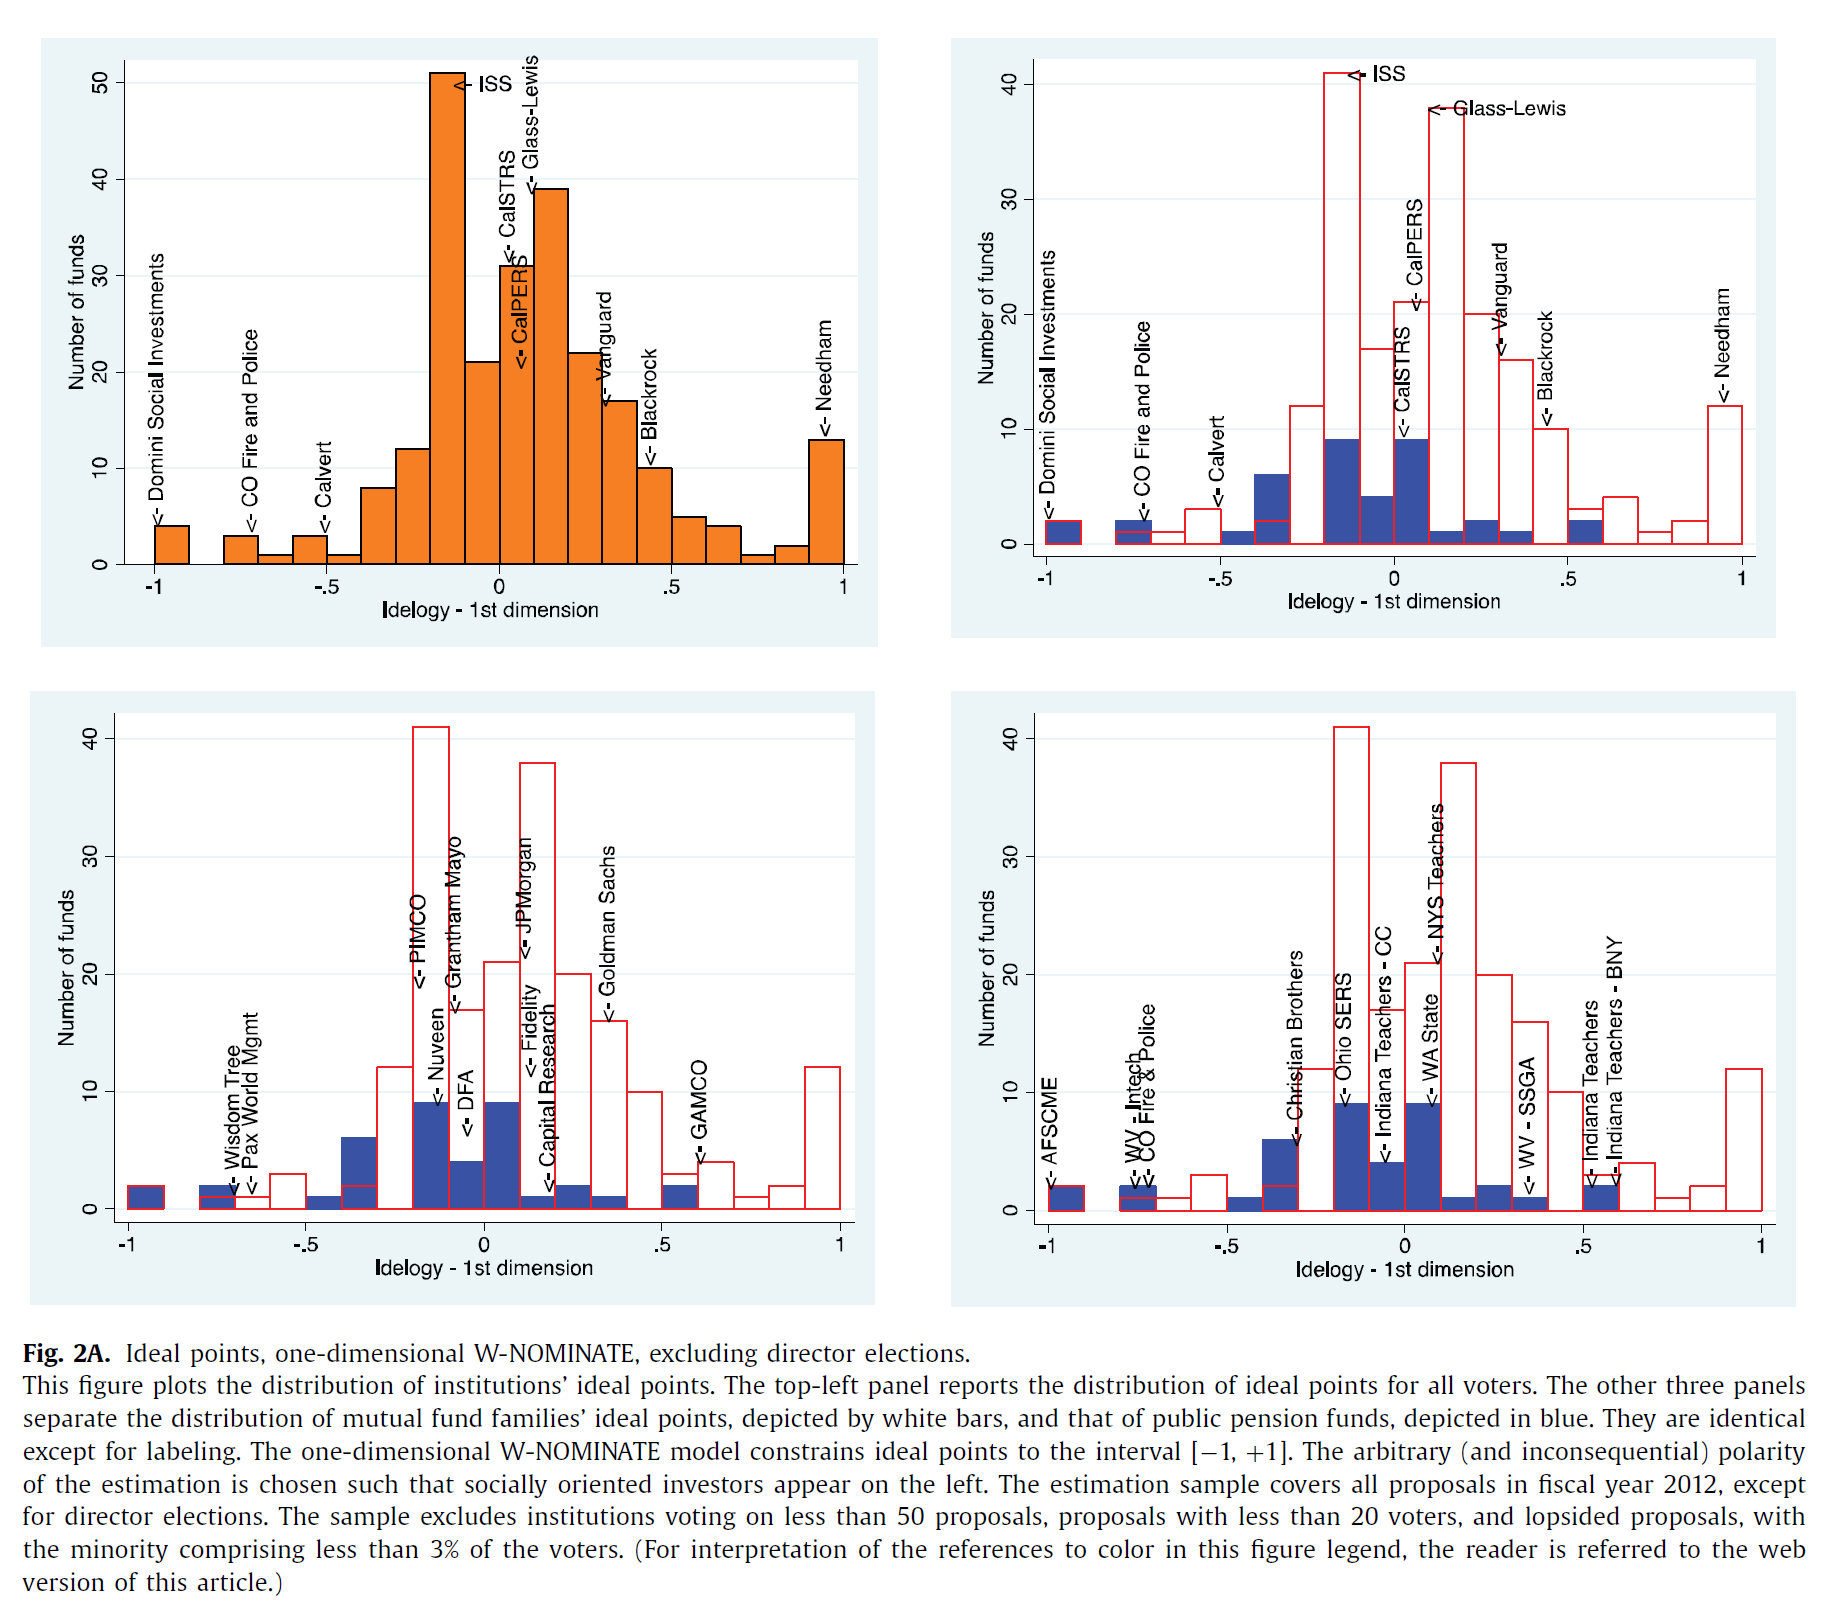 Number of funds
50
40
30
20
10
0
<- Domini Social Investments
<- CO Fire and Police
<- Calvert
<- ISS
<- CalSTRS
<- CalPERS
<- Glass-Lewis
<- Vanguard
<- Blackrock
<- Needham
-1
-.5
0
.5
1
Idelogy - 1st dimension
Number of funds
40
30
20
10
0
<- Domini Social Investments
<- CO Fire and Police
<- Calvert
<- ISS
<- Glass-Lewis
<- CalSTRS
<- CalPERS
<- Vanguard
<- Blackrock
<- Needham
-1
-.5
0
.5
1
Idelogy - 1st dimension
Number of funds
40
30
20
10
0
<- Wisdom Tree
<- Pax World Mgmt
<- PIMCO
<- Nuveen
<- Grantham Mayo
<- DFA
<- JPMorgan
<- Fidelity
<- Capital Research
<- Goldman Sachs
<- GAMCO
-1
-.5
0
.5
1
Idelogy - 1st dimension
Number of funds
40
30
20
10
0
<- AFSCME
<- WV - Intech
<- CO Fire & Police
<- Christian Brothers
<- Ohio SERS
<- Indiana Teachers - CC
<- WA State
<- NYS Teachers
<- WV - SSGA
<- Indiana Teachers
<- Indiana Teachers - BNY
-1
-.5
0
.5
1
Idelogy - 1st dimension
Fig. 2A. Ideal points, one-dimensional W-NOMINATE, excluding director elections.
This figure plots the distribution of institutions’ ideal points. The top-left panel reports the distribution of ideal points for all voters. The other three panels
separate the distribution of mutual fund families’ ideal points, depicted by white bars, and that of public pension funds, depicted in blue. They are identical
except for labeling. The one-dimensional W-NOMINATE model constrains ideal points to the interval [−1, +1]. The arbitrary (and inconsequential) polarity
of the estimation is chosen such that socially oriented investors appear on the left. The estimation sample covers all proposals in fiscal year 2012, except
for director elections. The sample excludes institutions voting on less than 50 proposals, proposals with less than 20 voters, and lopsided proposals, with
the minority comprising less than 3% of the voters. (For interpretation of the references to color in this figure legend, the reader is referred to the web
version of this article.)